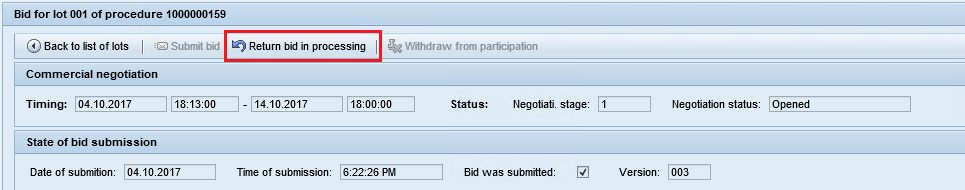 Bid for lot 001 of procedure 1000000159
Back to list of lots Submit bid Return bid in processing Withdraw from participation
Commercial negotiation
Timing: 04.10.2017 18:13:00 - 14.10.2017 18:00:00 Status: Negotiati. stage: 1 Negotiation status: Opened
State of bid submission
Date of submition: 04.10.2017 Time of submission: 6:22:26 PM Bid was submitted: Version: 003